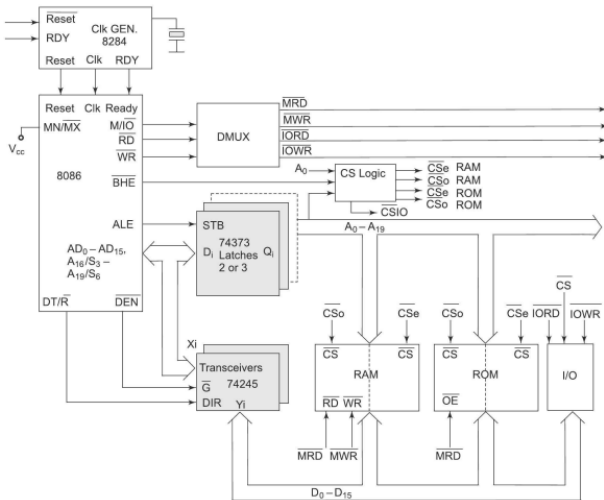 Reset
RDY
Clk GEN.
8284
Reset Clk RDY
Reset Clk Ready
MN/MX
Vcc
8086
M/IO
RD
WR
BHE
ALE
AD0 – AD15,
A16/S3 –
A19/S6
DT/R
DEN
DMUX
MRD
MWR
IORD
IOWR
A0
CS Logic
CSe RAM
CSo RAM
CSe ROM
CSo ROM
CSIO
A0 – A19
STB
Di
74373
Qi
Latches
2 or 3
Xi
Transceivers
74245
G
DIR
Yi
CSo
CSe
CS
CS
RAM
RD WR
MRD
MWR
CSo
CSe
CS
CS
ROM
OE
MRD
CS
IORD
IOWR
I/O
D0 – D15